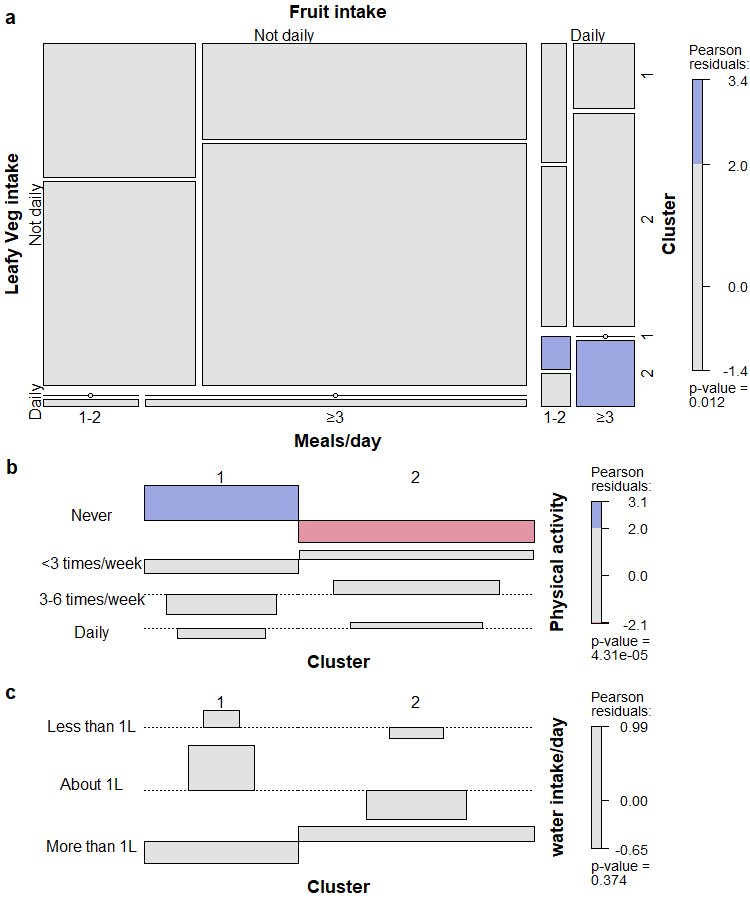 a
Fruit intake
Not daily
Daily
Leafy Veg intake
Not daily
Daily
1
2
1
2
Cluster
1-2
≥3
1-2
≥3
Meals/day
Pearson
residuals:
3.4
2.0
0.0
-1.4
p-value =
0.012
b
1
2
Never
<3 times/week
3-6 times/week
Daily
Cluster
Physical activity
Pearson
residuals:
3.1
2.0
0.0
-2.1
p-value =
4.31e-05
c
1
2
Less than 1L
About 1L
More than 1L
Cluster
water intake/day
Pearson
residuals:
0.99
0.00
-0.65
p-value =
0.374